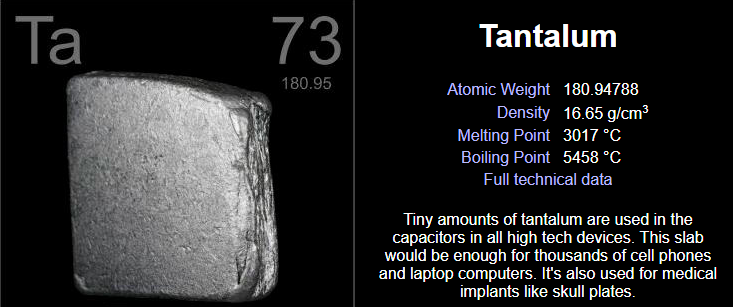 Ta 73
180.95
Tantalum
Atomic Weight 180.94788
Density 16.65 g/cm³
Melting Point 3017 °C
Boiling Point 5458 °C
Full technical data
Tiny amounts of tantalum are used in the
capacitors in all high tech devices. This slab
would be enough for thousands of cell phones
and laptop computers. It's also used for medical
implants like skull plates.